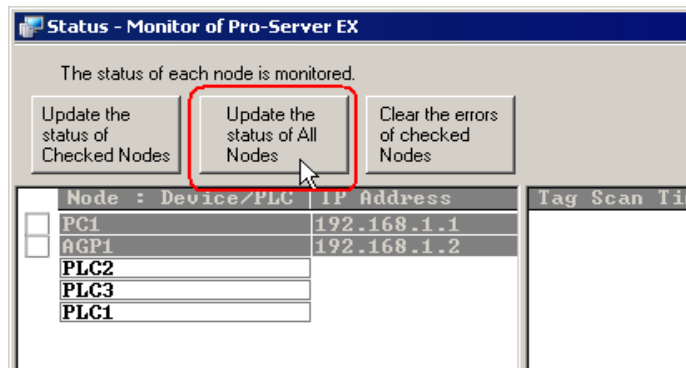 Status - Monitor of Pro-Server EX
The status of each node is monitored.
Update the
status of
Checked Nodes
Update the
status of All
Nodes
Clear the errors
of checked
Nodes
Node : Device/PLC IP Address Tag Scan Ti
PC1 192.168.1.1
AGP1 192.168.1.2
PLC2
PLC3
PLC1